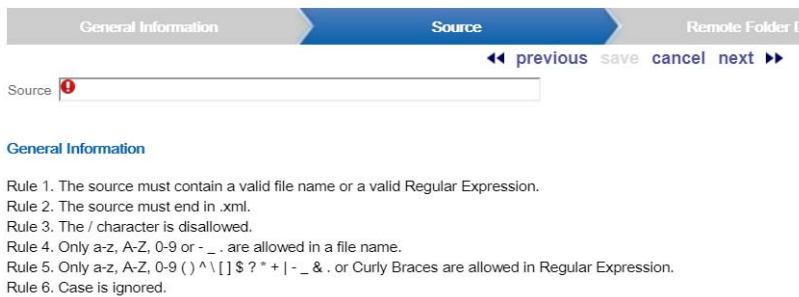 General Information Source Remote Folder
previous save cancel next
Source
General Information
Rule 1. The source must contain a valid file name or a valid Regular Expression.
Rule 2. The source must end in .xml.
Rule 3. The / character is disallowed.
Rule 4. Only a-z, A-Z, 0-9 or - _ . are allowed in a file name.
Rule 5. Only a-z, A-Z, 0-9 ( ) ^ \ [ ] $ ? * + | - _ & . or Curly Braces are allowed in Regular Expression.
Rule 6. Case is ignored.